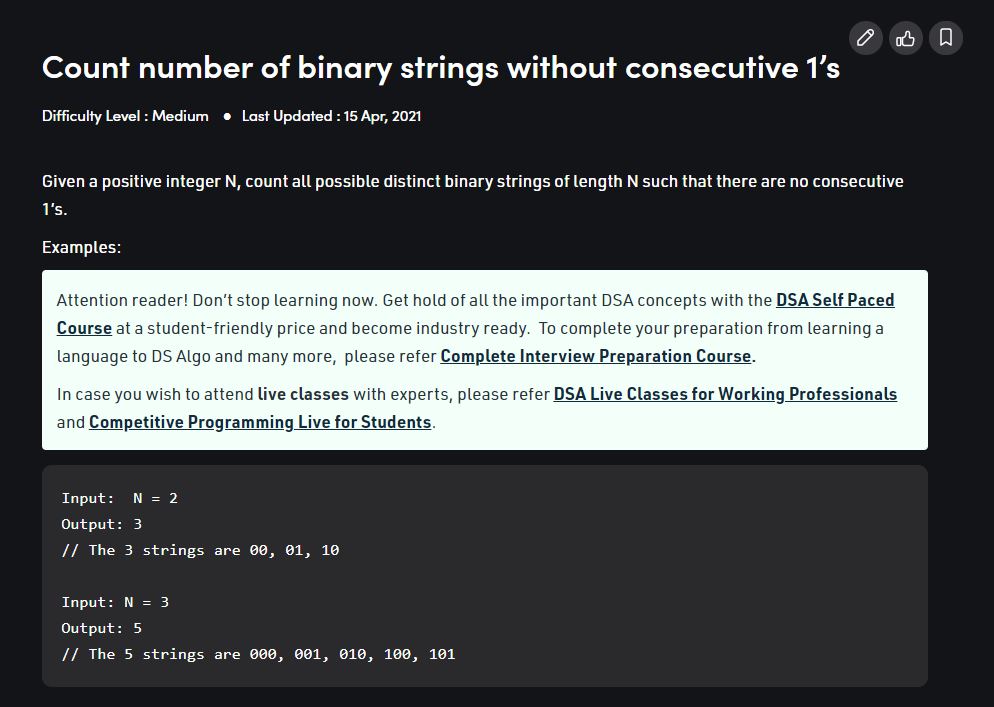 Count number of binary strings without consecutive 1’s
Difficulty Level : Medium ● Last Updated : 15 Apr, 2021
Given a positive integer N, count all possible distinct binary strings of length N such that there are no consecutive
1’s.
Examples:
Attention reader! Don’t stop learning now. Get hold of all the important DSA concepts with the DSA Self Paced
Course at a student-friendly price and become industry ready.  To complete your preparation from learning a
language to DS Algo and many more,  please refer Complete Interview Preparation Course.
In case you wish to attend live classes with experts, please refer DSA Live Classes for Working Professionals
and Competitive Programming Live for Students.
Input:  N = 2
Output: 3
// The 3 strings are 00, 01, 10
Input: N = 3
Output: 5
// The 5 strings are 000, 001, 010, 100, 101